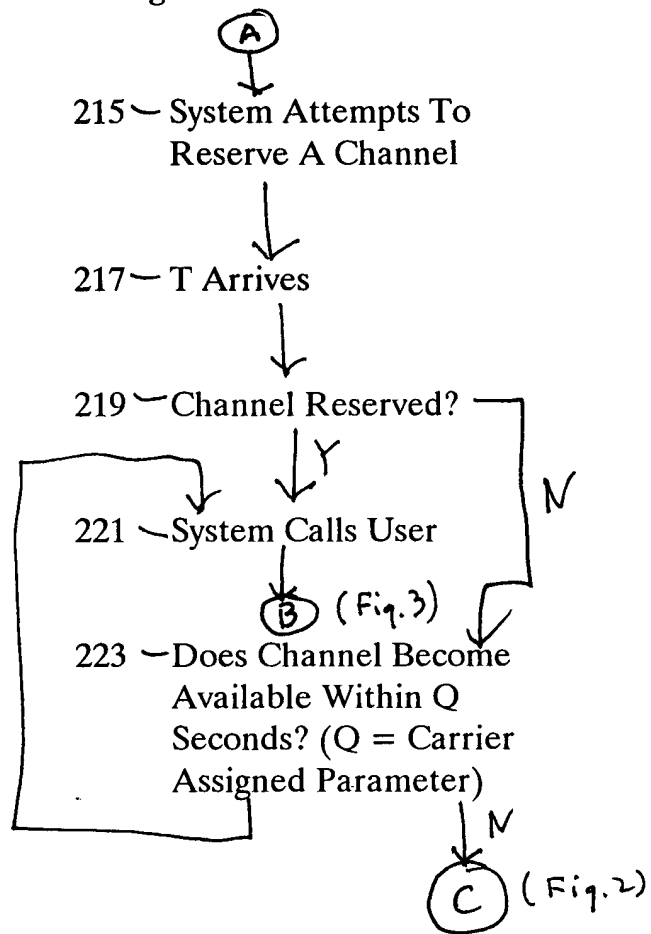 A
215 System Attempts To
Reserve A Channel
217 T Arrives
219 Channel Reserved? N
Y
221 System Calls User
B (Fig.3)
223 Does Channel Become
Available Within Q
Seconds? (Q = Carrier
Assigned Parameter)
N
C (Fig.2)